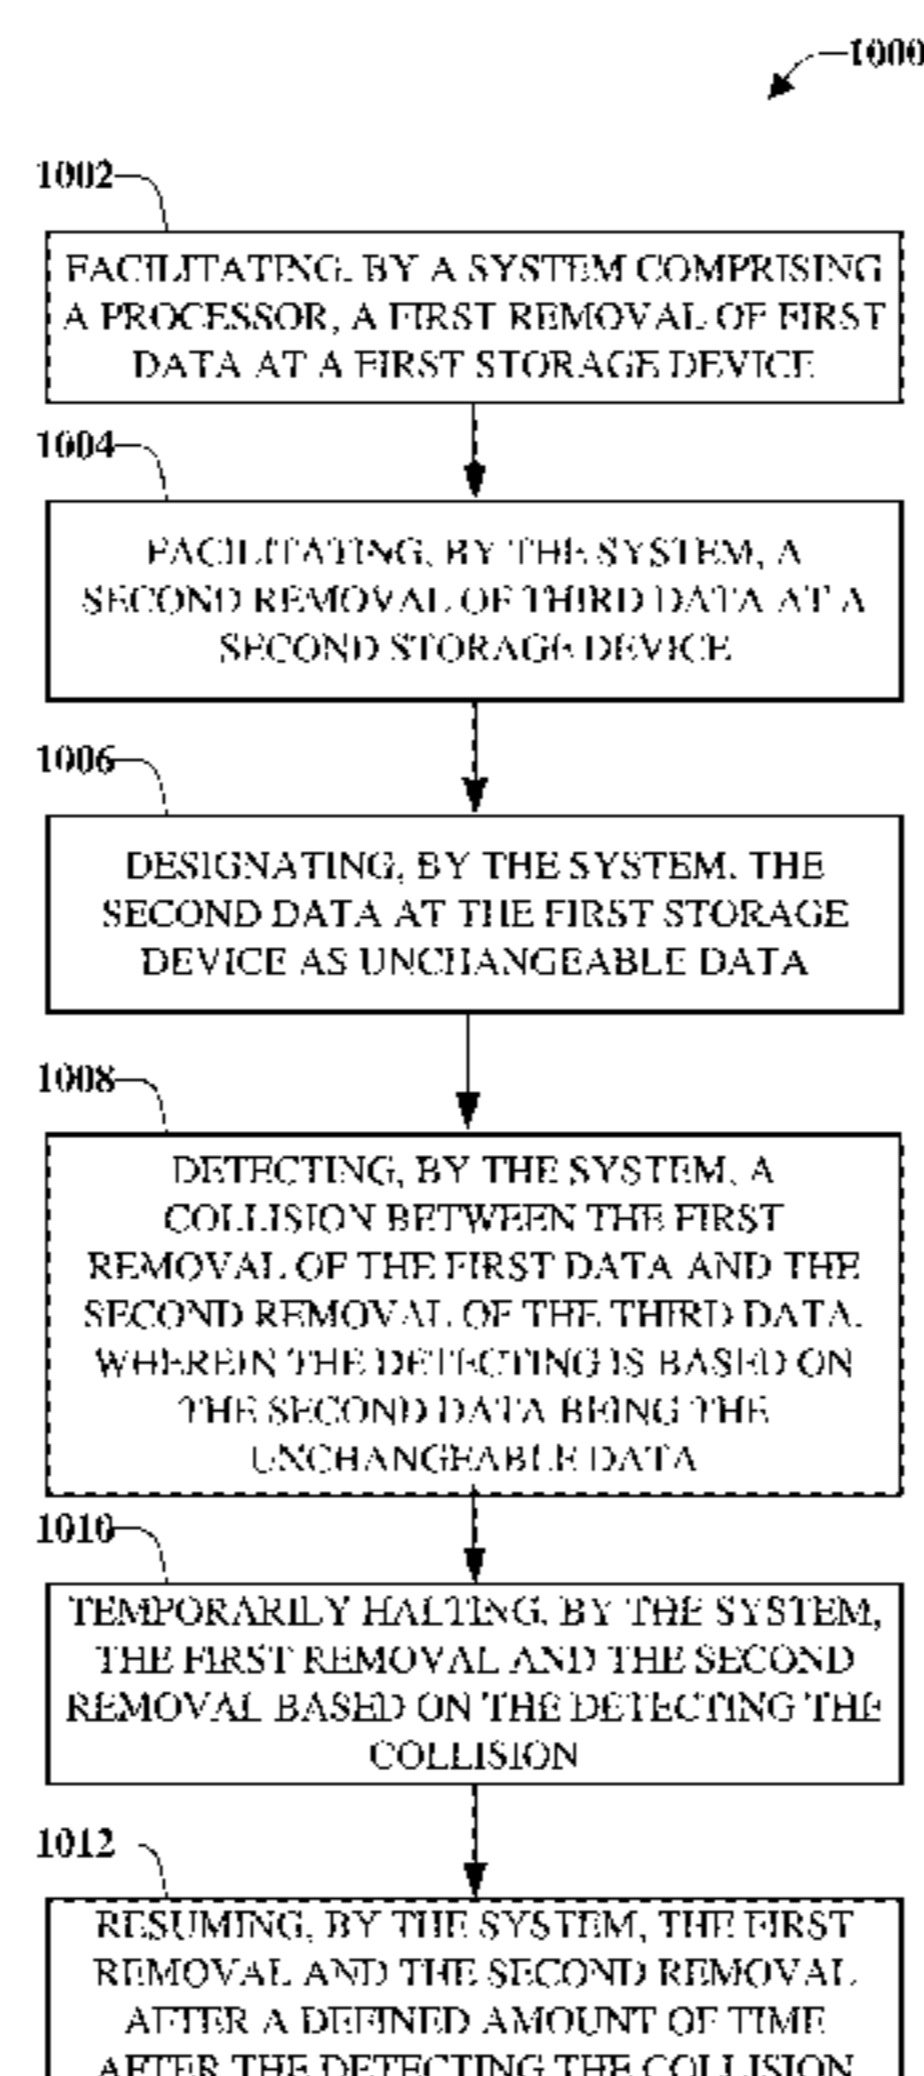 1000
1002
FACILITATING, BY A SYSTEM COMPRISING
A PROCESSOR, A FIRST REMOVAL OF FIRST
DATA AT A FIRST STORAGE DEVICE
1004
FACILITATING, BY THE SYSTEM, A
SECOND REMOVAL OF THIRD DATA AT A
SECOND STORAGE DEVICE
1006
DESIGNATING, BY THE SYSTEM, THE
SECOND DATA AT THE FIRST STORAGE
DEVICE AS UNCHANGEABLE DATA
1008
DETECTING, BY THE SYSTEM, A
COLLISION BETWEEN THE FIRST
REMOVAL OF THE FIRST DATA AND THE
SECOND REMOVAL OF THE THIRD DATA,
WHEREIN THE DETECTING IS BASED ON
THE SECOND DATA BEING THE
UNCHANGEABLE DATA
1010
TEMPORARILY HALTING, BY THE SYSTEM,
THE FIRST REMOVAL AND THE SECOND
REMOVAL BASED ON THE DETECTING THE
COLLISION
1012
RESUMING, BY THE SYSTEM, THE FIRST
REMOVAL AND THE SECOND REMOVAL
AFTER A DEFINED AMOUNT OF TIME
AFTER THE DETECTING THE COLLISION